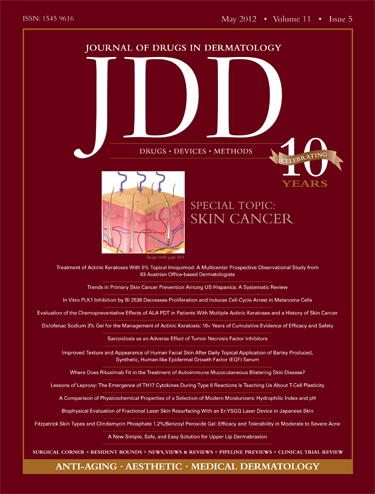 ISSN: 1545 9616
May 2012 • Volume 11 • Issue 5
JOURNAL OF DRUGS IN DERMATOLOGY
JDD
DRUGS • DEVICES • METHODS
CELEBRATING
10
YEARS
SPECIAL TOPIC:
SKIN CANCER
Treatment of Actinic Keratoses With 5% Topical Imiquimod: A Multicenter Prospective Observational Study from
93 Austrian Office-based Dermatologists
Trends in Primary Skin Cancer Prevention Among US Hispanics: A Systematic Review
In Vitro PLK1 Inhibition by BI 2536 Decreases Proliferation and Induces Cell-Cycle Arrest in Melanoma Cells
Evaluation of the Chemopreventative Effects of ALA PDT in Patients With Multiple Actinic Keratoses and a History of Skin Cancer
Diclofenac Sodium 3% Gel for the Management of Actinic Keratosis: 10+ Years of Cumulative Evidence of Efficacy and Safety
Sarcoidosis as an Adverse Effect of Tumor Necrosis Factor Inhibitors
Improved Texture and Appearance of Human Facial Skin After Daily Topical Application of Barley Produced,
Synthetic, Human-like Epidermal Growth Factor (EGF) Serum
Where Does Rituximab Fit in the Treatment of Autoimmune Mucocutaneous Blistering Skin Disease?
Lessons of Leprosy: The Emergence of TH17 Cytokines During Type II Reactions Is Teaching Us About T-Cell Plasticity
A Comparison of Physicochemical Properties of a Selection of Modern Moisturizers: Hydrophilic Index and pH
Biophysical Evaluation of Fractional Laser Skin Resurfacing With an Er:YSGG Laser Device in Japanese Skin
Fitzpatrick Skin Types and Clindamycin Phosphate 1.2%/Benzoyl Peroxide Gel: Efficacy and Tolerability in Moderate to Severe Acne
A New Simple, Safe, and Easy Solution for Upper Lip Dermabrasion
SURGICAL CORNER • RESIDENT ROUNDS • NEWS, VIEWS & REVIEWS • PIPELINE PREVIEWS • CLINICAL TRIAL REVIEW
ANTI-AGING • AESTHETIC • MEDICAL DERMATOLOGY